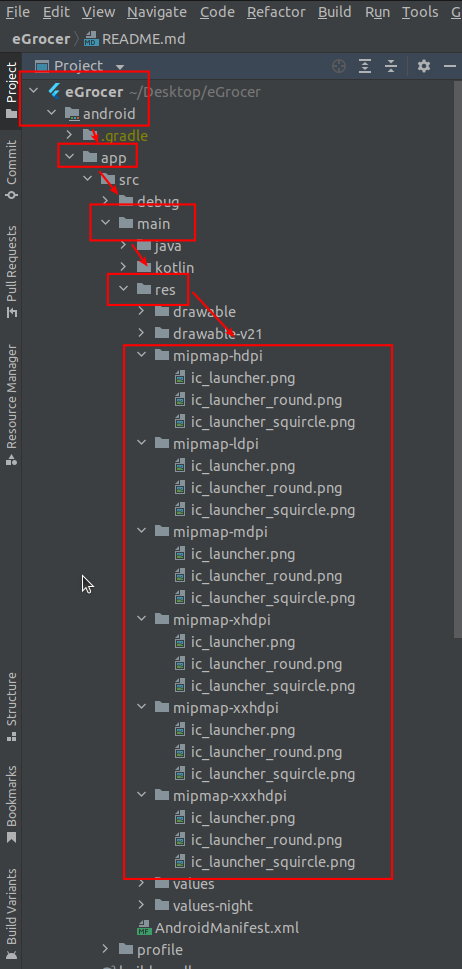 File Edit View Navigate Code Refactor Build Run Tools
eGrocer README.md
Project
Project
eGrocer ~/Desktop/eGrocer
android
.gradle
app
src
debug
main
java
kotlin
res
drawable
drawable-v21
mipmap-hdpi
ic_launcher.png
ic_launcher_round.png
ic_launcher_squircle.png
mipmap-ldpi
ic_launcher.png
ic_launcher_round.png
ic_launcher_squircle.png
mipmap-mdpi
ic_launcher.png
ic_launcher_round.png
ic_launcher_squircle.png
mipmap-xhdpi
ic_launcher.png
ic_launcher_round.png
ic_launcher_squircle.png
mipmap-xxhdpi
ic_launcher.png
ic_launcher_round.png
ic_launcher_squircle.png
mipmap-xxxhdpi
ic_launcher.png
ic_launcher_round.png
ic_launcher_squircle.png
values
values-night
MF AndroidManifest.xml
profile
Commit
Pull Requests
Resource Manager
Structure
Bookmarks
Build Variants